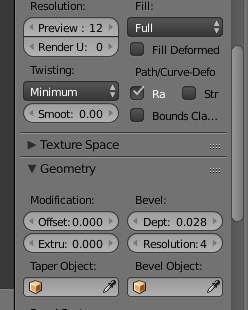 Resolution: Fill:
Preview : 12 Full
Render U: 0 Fill Deformed
Twisting: Path/Curve-Defo
Minimum Ra Str
Smoot: 0.00 Bounds Cla...
Texture Space
Geometry
Modification: Bevel:
Offset: 0.000 Dept: 0.028
Extru: 0.000 Resolution: 4
Taper Object: Bevel Object: